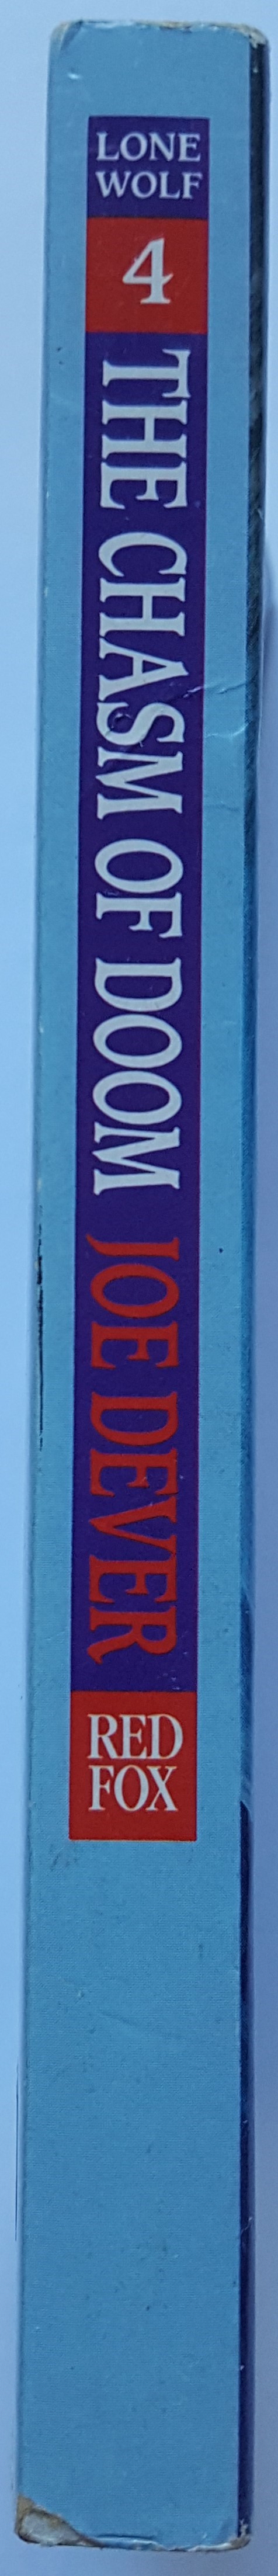 LONE
WOLF
4
THE CHASM OF DOOM JOE DEVER
RED
FOX